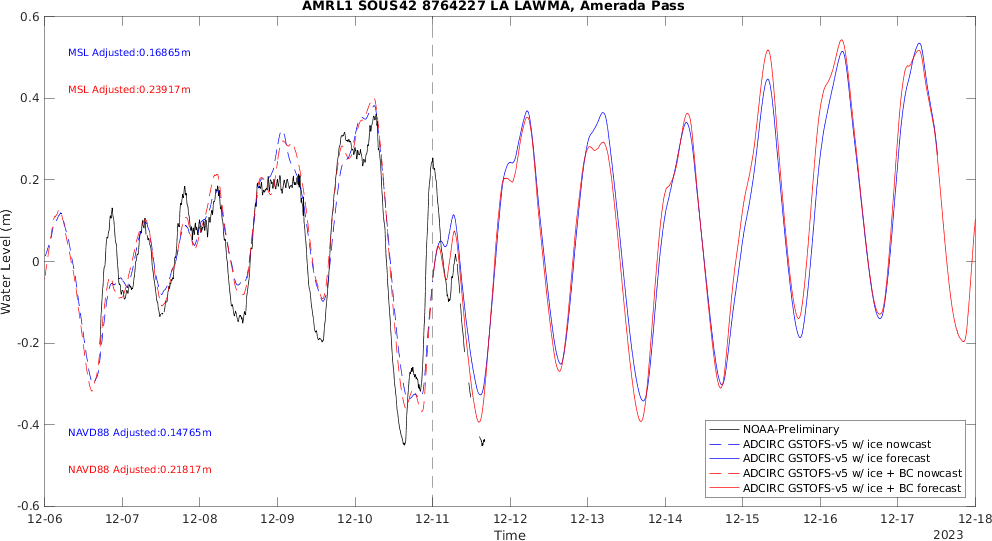 AMRL1 SOUS42 8764227 LA LAWMA, Amerada Pass
0.6
0.4
0.2
0
-0.2
-0.4
-0.6
Water Level (m)
MSL Adjusted:0.16865m
MSL Adjusted:0.23917m
NAVD88 Adjusted:0.14765m
NAVD88 Adjusted:0.21817m
NOAA-Preliminary
ADCIRC GSTOFS-v5 w/ ice nowcast
ADCIRC GSTOFS-v5 w/ ice forecast
ADCIRC GSTOFS-v5 w/ ice + BC nowcast
ADCIRC GSTOFS-v5 w/ ice + BC forecast
12-06 12-07 12-08 12-09 12-10 12-11 12-12 12-13 12-14 12-15 12-16 12-17 12-18
Time
2023